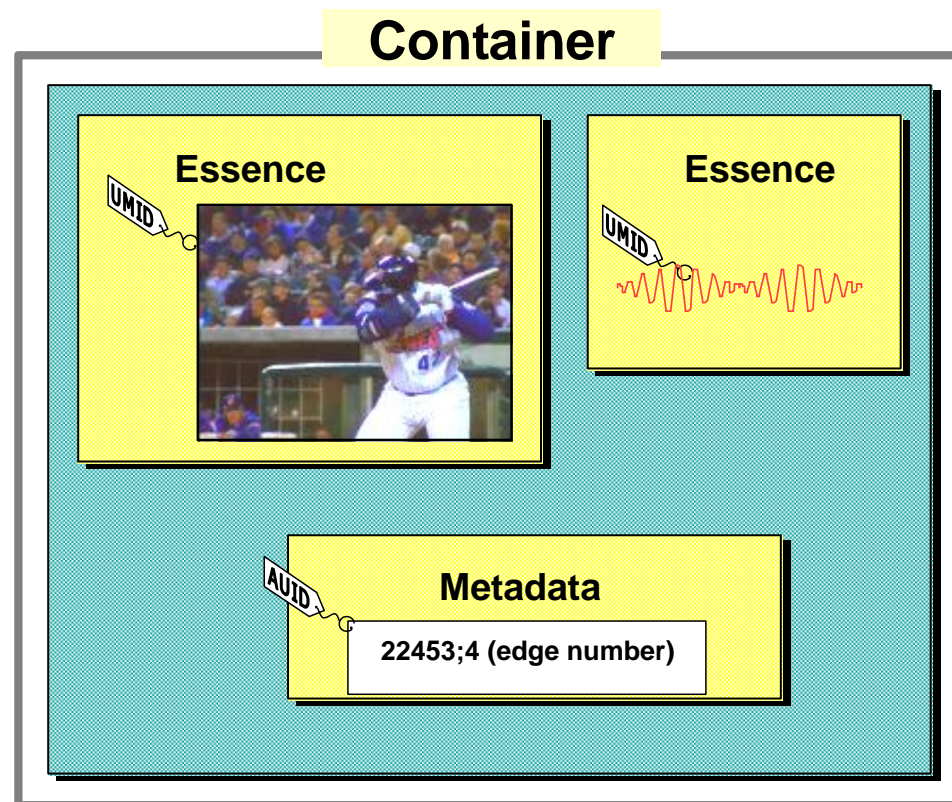 Container
Essence
UMID
Essence
UMID
Metadata
AUID
22453;4 (edge number)